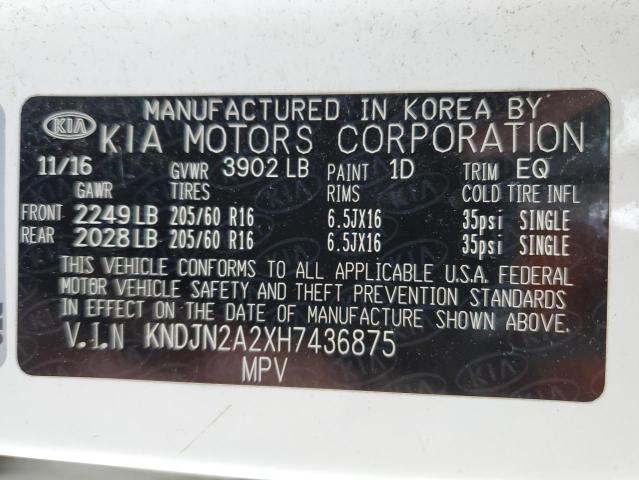 MANUFACTURED IN KOREA BY
KIA KIA MOTORS CORPORATION
11/16 GVWR 3902 LB PAINT 1D TRIM EQ
GAWR TIRES RIMS COLD TIRE INFL
FRONT 2249 LB 205/60 R16 6.5JX16 35psi SINGLE
REAR 2028 LB 205/60 R16 6.5JX16 35psi SINGLE
THIS VEHICLE CONFORMS TO ALL APPLICABLE U.S.A. FEDERAL
MOTOR VEHICLE SAFETY AND THEFT PREVENTION STANDARDS
IN EFFECT ON THE DATE OF MANUFACTURE SHOWN ABOVE.
V.I.N KNDJN2A2XH7436875
MPV